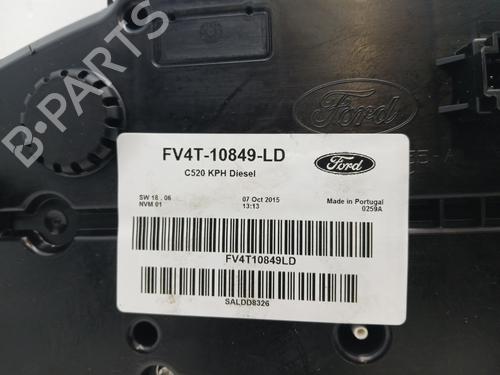 B-PARTS
Ford
FV4T-10849-LD
C520 KPH Diesel
Ford
SW 18 . 06
NVM 01
07 Oct 2015
13:13
Made in Portugal
0259A
FV4T10849LD
SALDD8326